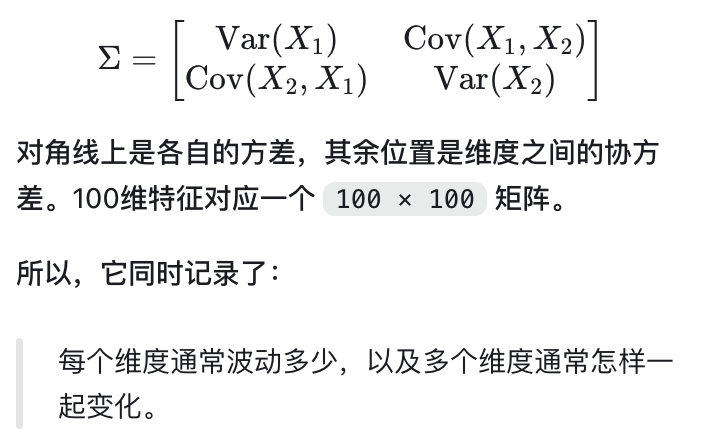 Σ = [ Var(X₁) Cov(X₁, X₂)
Cov(X₂, X₁) Var(X₂) ]
对角线上是各自的方差，其余位置是维度之间的协方
差。100维特征对应一个 100 × 100 矩阵。
所以，它同时记录了：
每个维度通常波动多少，以及多个维度通常怎样一
起变化。